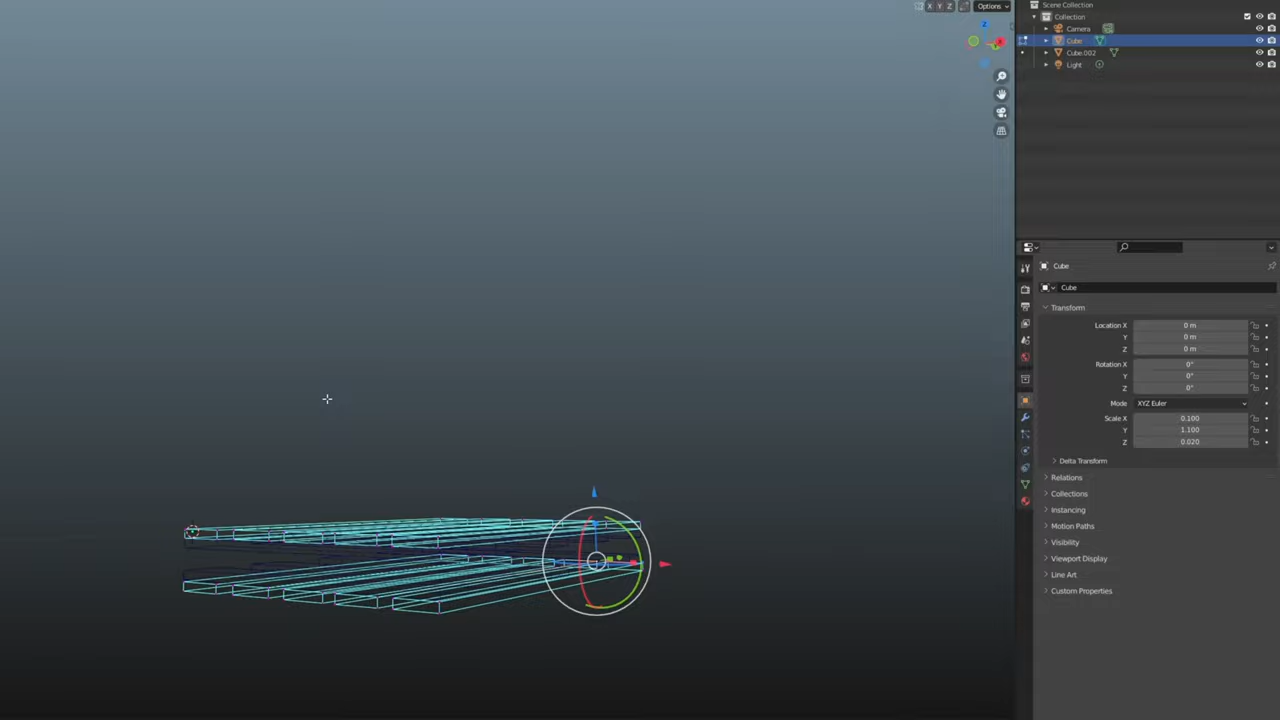 X Y Z Options
Scene Collection
Collection
Camera
Cube
Cube.002
Light
Z
Cube
Cube
Transform
Location X 0 m
Y 0 m
Z 0 m
Rotation X 0°
Y 0°
Z 0°
Mode XYZ Euler
Scale X 0.100
Y 1.100
Z 0.020
Delta Transform
Relations
Collections
Instancing
Motion Paths
Visibility
Viewport Display
Line Art
Custom Properties